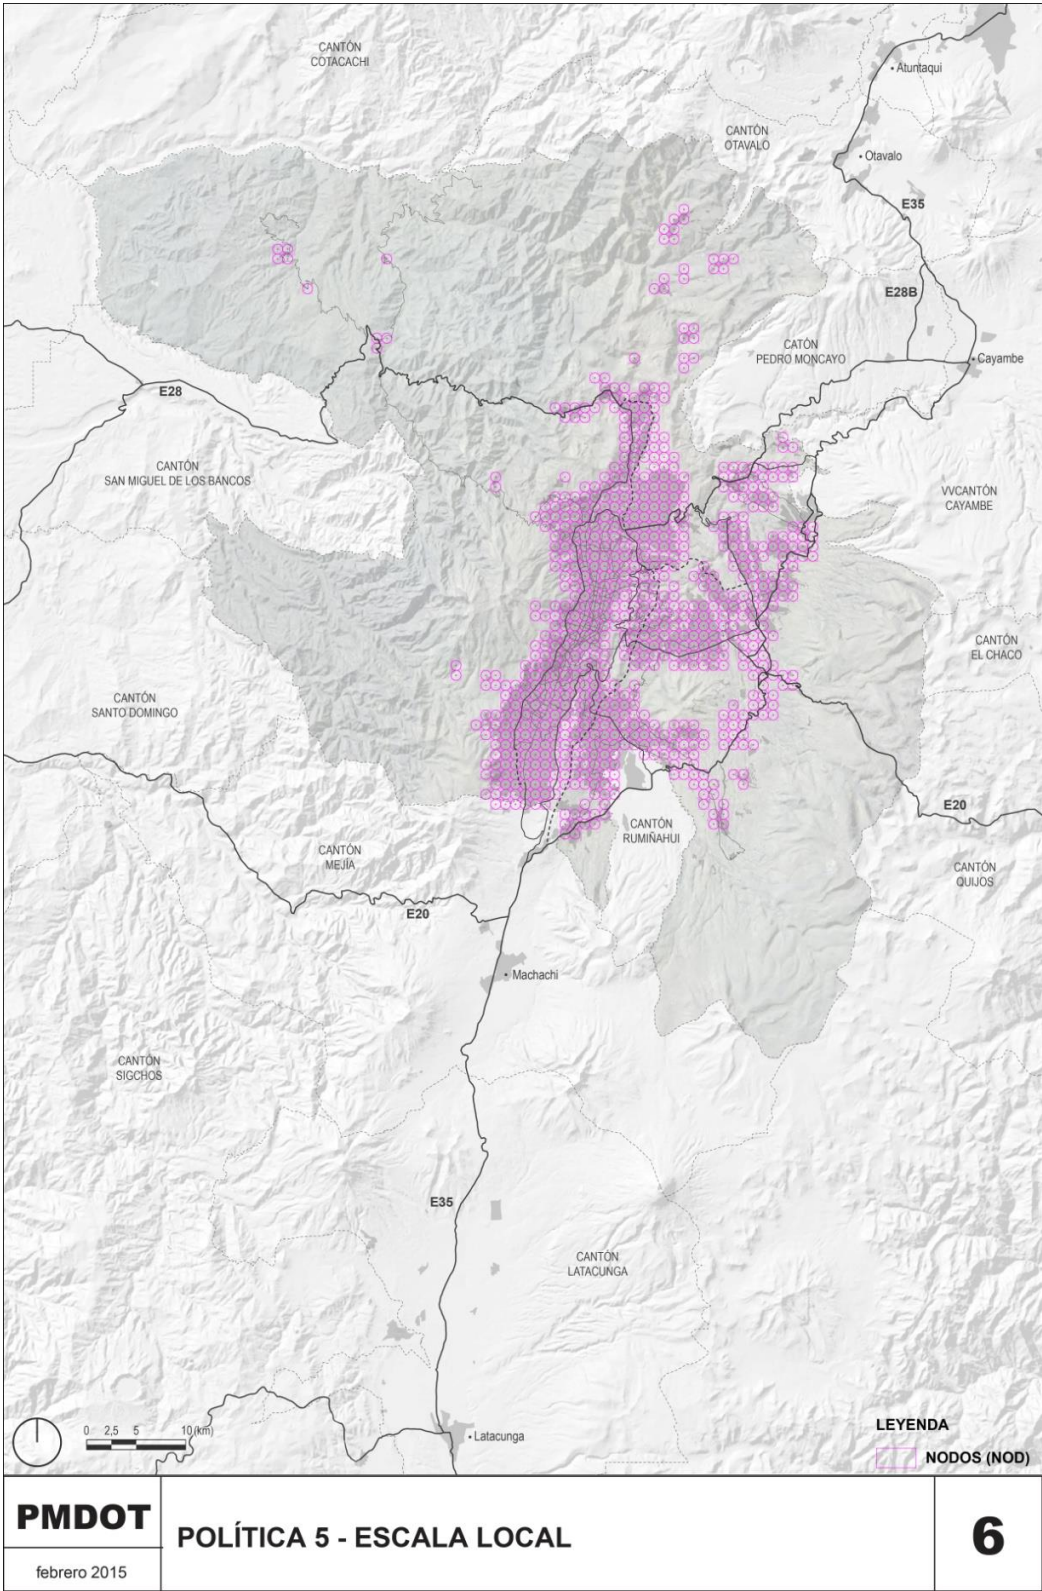 CANTÓN
COTACACHI
Atuntaqui
CANTÓN
OTAVALO
Otavalo
E35
E28B
CATÓN
PEDRO MONCAYO
Cayambe
E28
CANTÓN
SAN MIGUEL DE LOS BANCOS
VVCANTÓN
CAYAMBE
CANTÓN
EL CHACO
CANTÓN
SANTO DOMINGO
E20
CANTÓN
RUMIÑAHUI
CANTÓN
MEJÍA
CANTÓN
QUIJOS
E20
Machachi
CANTÓN
SIGCHOS
E35
CANTÓN
LATACUNGA
0 2,5 5 10 (km)
Latacunga
LEYENDA
NODOS (NOD)
PMDOT
febrero 2015
POLÍTICA 5 - ESCALA LOCAL
6